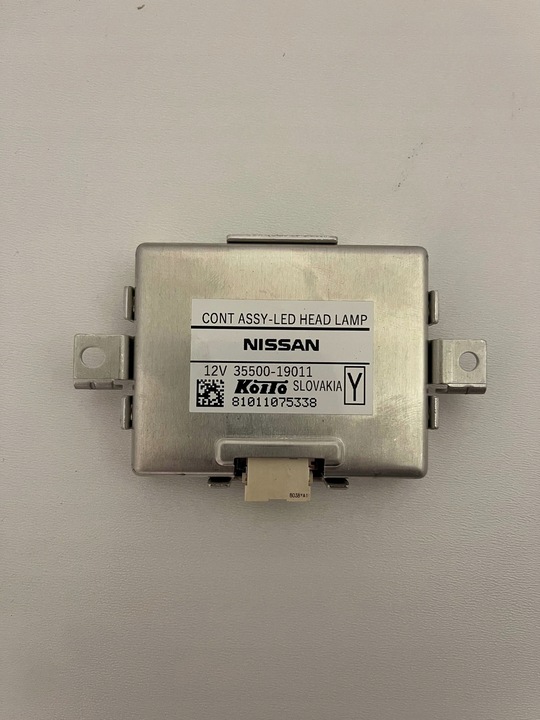 CONT ASSY-LED HEAD LAMP
NISSAN
12V 35500-19011
KOITO SLOVAKIA Y
81011075338